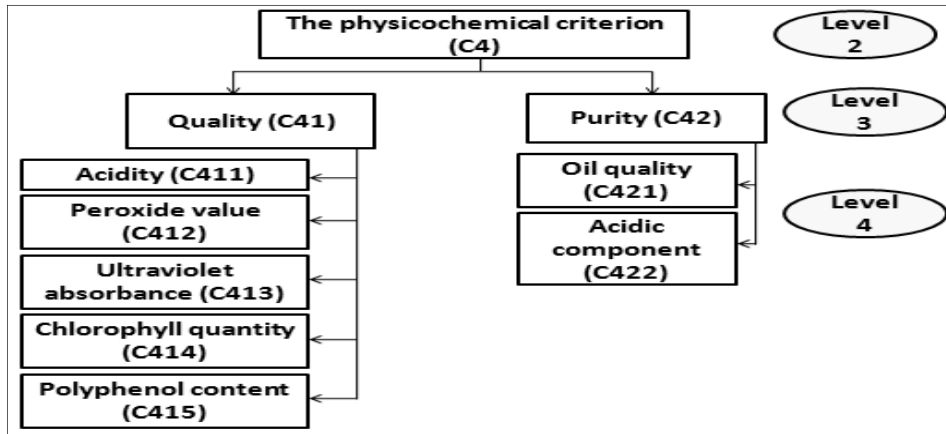 The physicochemical criterion
(C4)
Level
2
Quality (C41)
Purity (C42)
Level
3
Acidity (C411)
Peroxide value
(C412)
Ultraviolet
absorbance (C413)
Chlorophyll quantity
(C414)
Polyphenol content
(C415)
Oil quality
(C421)
Acidic
component
(C422)
Level
4